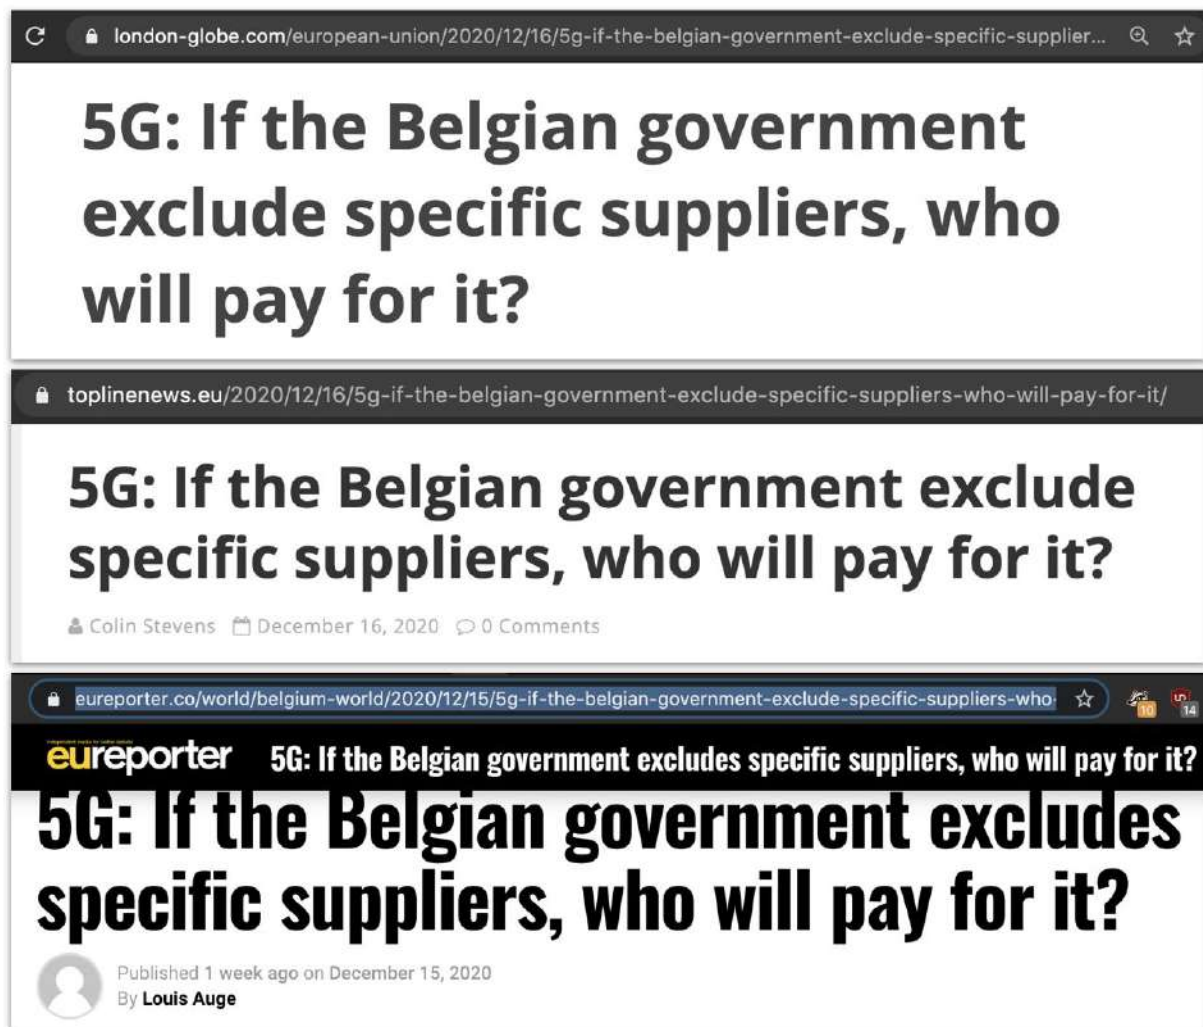 london-globe.com/european-union/2020/12/16/5g-if-the-belgian-government-exclude-specific-supplier...
5G: If the Belgian government
exclude specific suppliers, who
will pay for it?
toplinenews.eu/2020/12/16/5g-if-the-belgian-government-exclude-specific-suppliers-who-will-pay-for-it/
5G: If the Belgian government exclude
specific suppliers, who will pay for it?
Colin Stevens December 16, 2020 0 Comments
eureporter.co/world/belgium-world/2020/12/15/5g-if-the-belgian-government-exclude-specific-suppliers-who-
10 14
eureporter 5G: If the Belgian government excludes specific suppliers, who will pay for it?
5G: If the Belgian government excludes
specific suppliers, who will pay for it?
Published 1 week ago on December 15, 2020
By Louis Auge